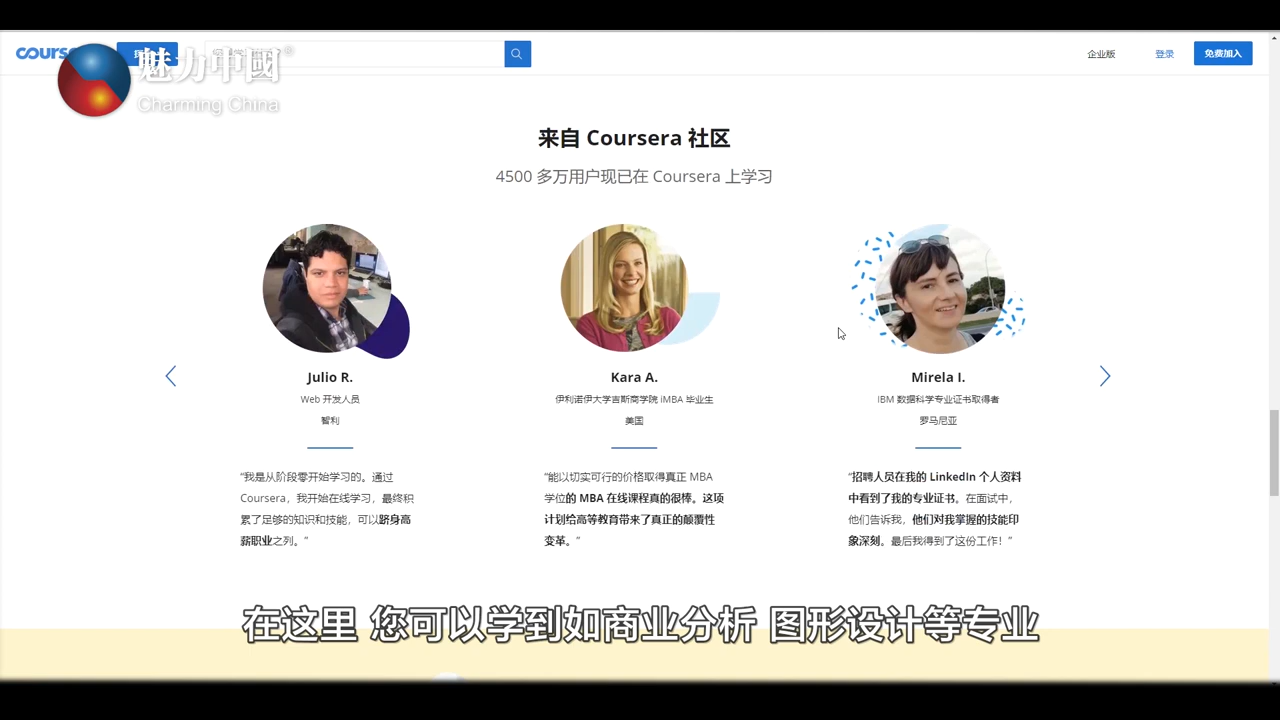 魅力中國®
Charming China
企业版
登录
免费加入
来自 Coursera 社区
4500 多万用户现已在 Coursera 上学习
Julio R.
Web 开发人员
智利
“我是从阶段零开始学习的。通过
Coursera，我开始在线学习，最终积
累了足够的知识和技能，可以跻身高
薪职业之列。”
Kara A.
伊利诺伊大学吉斯商学院 iMBA 毕业生
美国
“能以切实可行的价格取得真正 MBA
学位的 MBA 在线课程真的很棒。这项
计划给高等教育带来了真正的颠覆性
变革。”
Mirela I.
IBM 数据科学专业证书取得者
罗马尼亚
“招聘人员在我的 LinkedIn 个人资料
中看到了我的专业证书。在面试中，
他们告诉我，他们对我掌握的技能印
象深刻。最后我得到了这份工作！”
在这里 您可以学到如商业分析 图形设计等专业